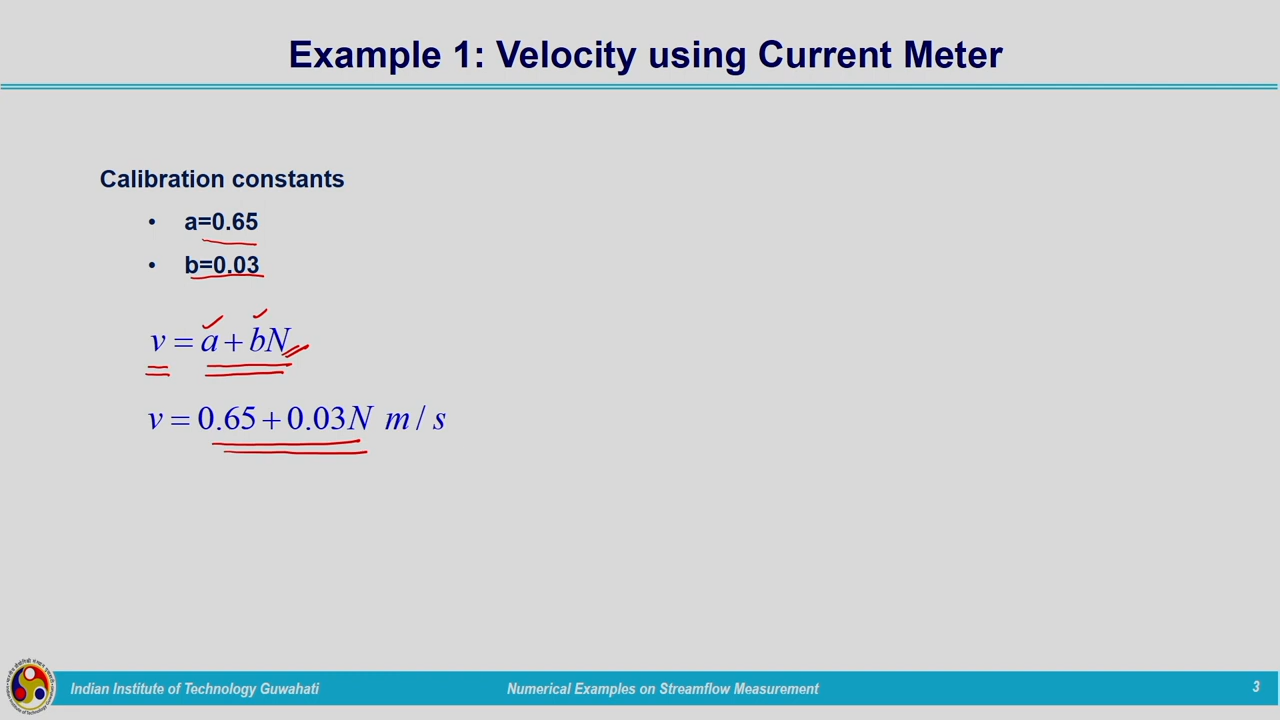 Example 1: Velocity using Current Meter
Calibration constants
• a=0.65
• b=0.03
v = a + bN
v = 0.65 + 0.03N m / s
Indian Institute of Technology Guwahati
Numerical Examples on Streamflow Measurement
3